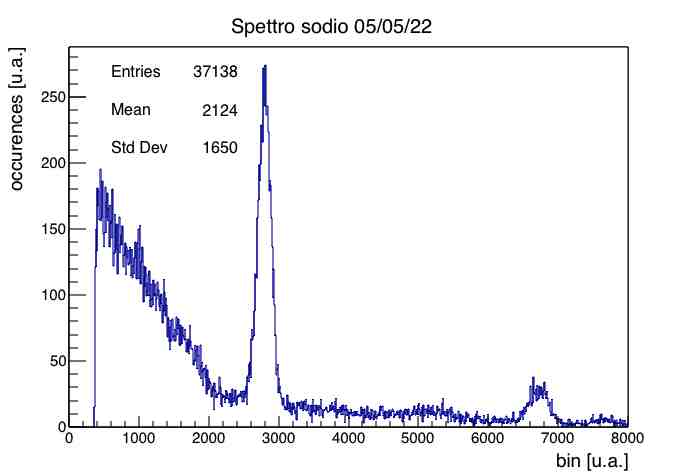 Spettro sodio 05/05/22
occurences [u.a.]
Entries 37138
Mean 2124
Std Dev 1650
250
200
150
100
50
0
0 1000 2000 3000 4000 5000 6000 7000 8000
bin [u.a.]